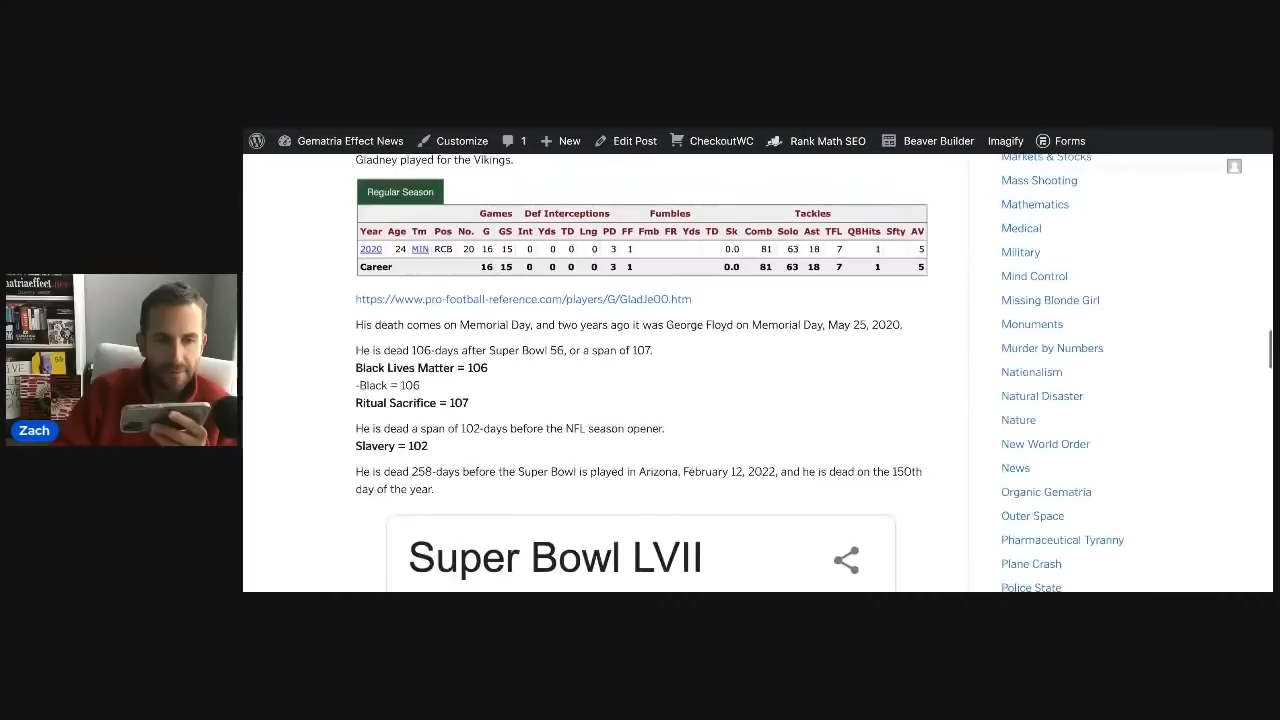 Gematria Effect News Customize 1 New Edit Post CheckoutWC Rank Math SEO Beaver Builder Imagify Forms
Gladney played for the Vikings.
Regular Season
Games Def Interceptions Fumbles Tackles
Year Age Tm Pos No. G GS Int Yds TD Lng PD FF Fmb FR Yds TD Sk Comb Solo Ast TFL QBHits Sfty AV
2020 24 MIN RCB 20 16 15 0 0 0 0 3 1 0.0 81 63 18 7 1 5
Career 16 15 0 0 0 0 3 1 0.0 81 63 18 7 1 5
https://www.pro-football-reference.com/players/G/GladJe00.htm
His death comes on Memorial Day, and two years ago it was George Floyd on Memorial Day, May 25, 2020.
He is dead 106-days after Super Bowl 56, or a span of 107.
Black Lives Matter = 106
-Black = 106
Ritual Sacrifice = 107
He is dead a span of 102-days before the NFL season opener.
Slavery = 102
He is dead 258-days before the Super Bowl is played in Arizona, February 12, 2022, and he is dead on the 150th
day of the year.
Super Bowl LVII
Markets & Stocks
Mass Shooting
Mathematics
Medical
Military
Mind Control
Missing Blonde Girl
Monuments
Murder by Numbers
Nationalism
Natural Disaster
Nature
New World Order
News
Organic Gematria
Outer Space
Pharmaceutical Tyranny
Plane Crash
Police State
atriaeffect.net
Zach